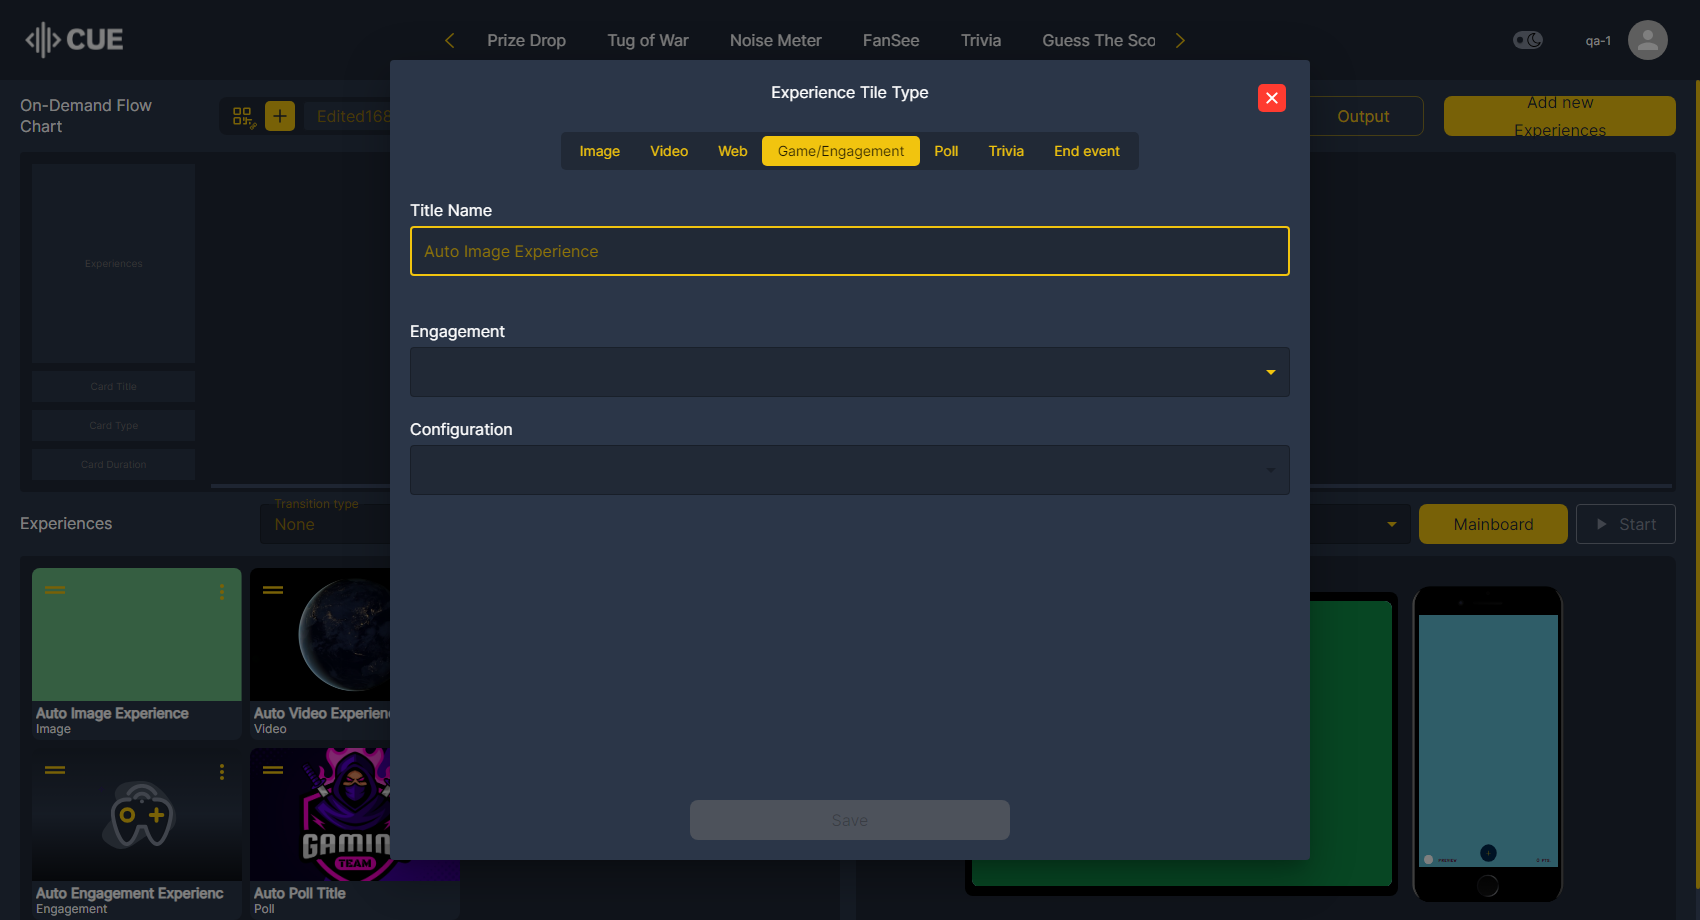 CUE
Prize Drop
Tug of War
Noise Meter
FanSee
Trivia
Guess The Sco
qa-1
On-Demand Flow
Chart
Edited168
Output
Add new
Experiences
Experiences
Card Title
Card Type
Card Duration
Experience Tile Type
Image
Video
Web
Game/Engagement
Poll
Trivia
End event
Title Name
Auto Image Experience
Engagement
Configuration
Save
Experiences
Transition type
None
Mainboard
Start
Auto Image Experience
Image
Auto Video Experien
Video
GAMIN
TEAM
Auto Engagement Experienc
Engagement
Auto Poll Title
Poll
PREVIEW
0 PTS